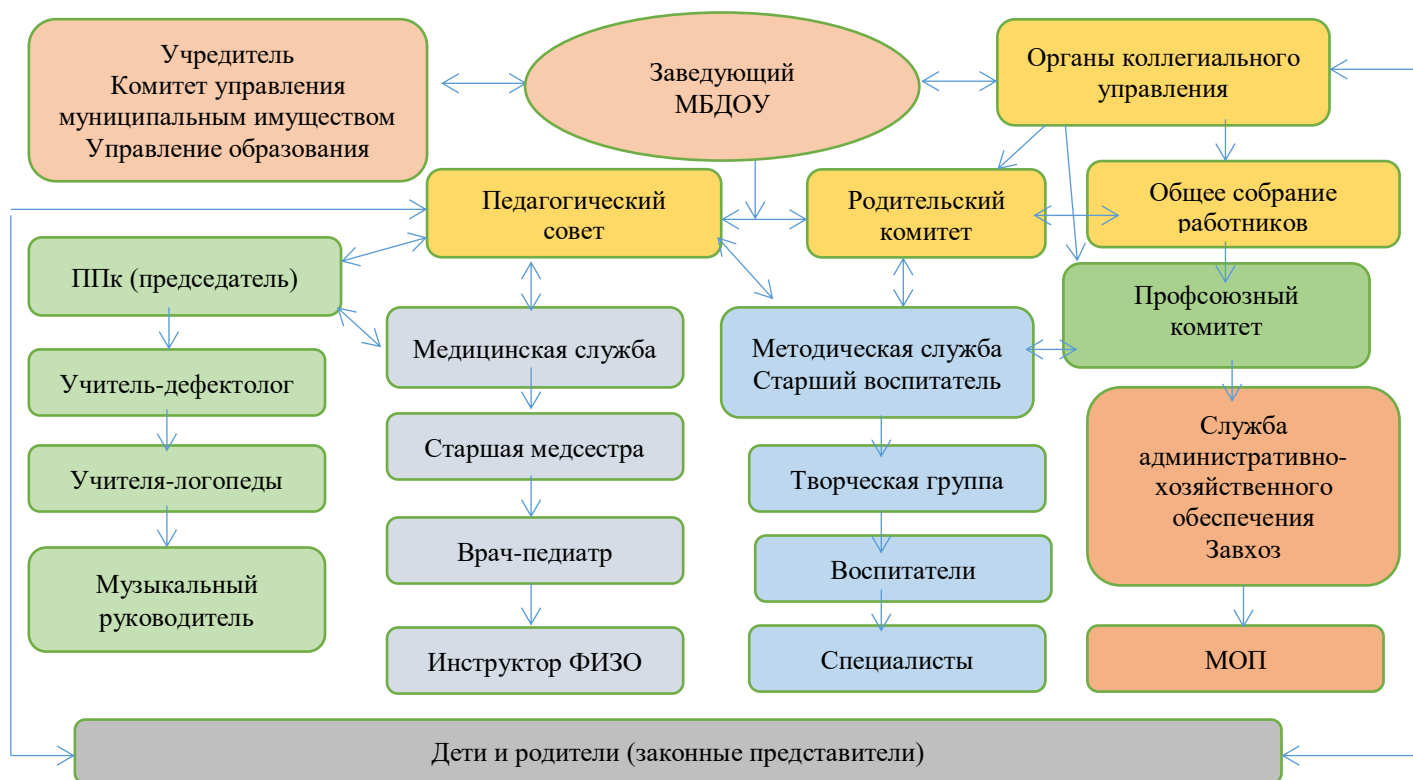 Учредитель
Комитет управления
муниципальным имуществом
Управление образования
Заведующий
МБДОУ
Органы коллегиального
управления
Педагогический
совет
Родительский
комитет
Общее собрание
работников
ППк (председатель)
Медицинская служба
Методическая служба
Старший воспитатель
Профсоюзный
комитет
Учитель-дефектолог
Старшая медсестра
Творческая группа
Служба
административно-
хозяйственного
обеспечения
Завхоз
Учителя-логопеды
Врач-педиатр
Воспитатели
Музыкальный
руководитель
Инструктор ФИЗО
Специалисты
МОП
Дети и родители (законные представители)